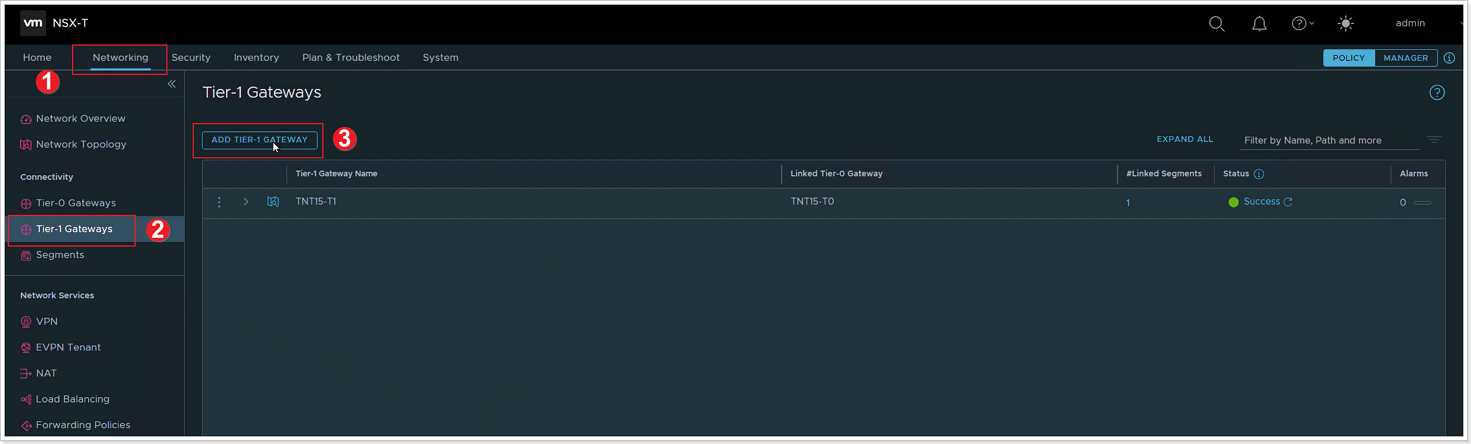 vm NSX-T admin
Home Networking Security Inventory Plan & Troubleshoot System POLICY MANAGER
1
Tier-1 Gateways
Network Overview
Network Topology
ADD TIER-1 GATEWAY 3 EXPAND ALL Filter by Name, Path and more
Connectivity
Tier-1 Gateway Name Linked Tier-0 Gateway #Linked Segments Status Alarms
Tier-0 Gateways
TNT15-T1 TNT15-T0 1 Success 0
Tier-1 Gateways 2
Segments
Network Services
VPN
EVPN Tenant
NAT
Load Balancing
Forwarding Policies